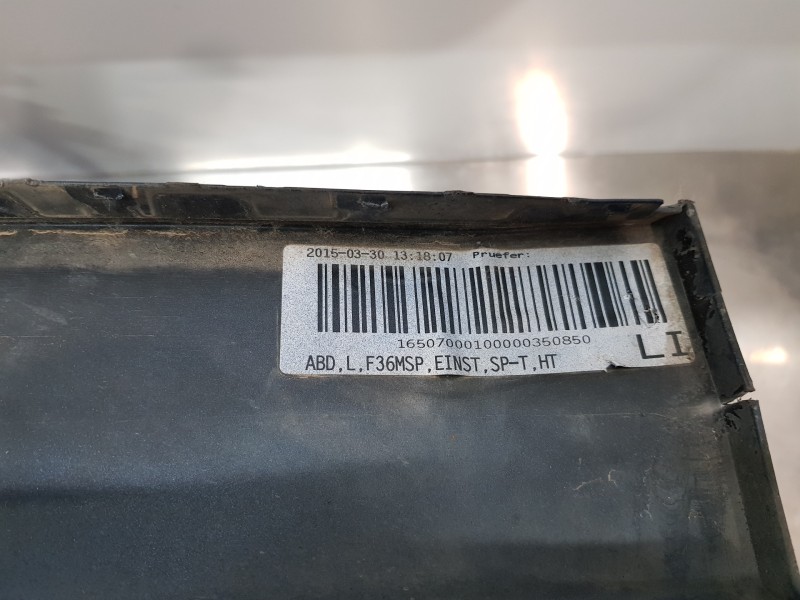 2015-03-30 13:18:07 Pruefer:
16507000100000350850
LI
ABD,L,F36MSP,EINST,SP-T,HT